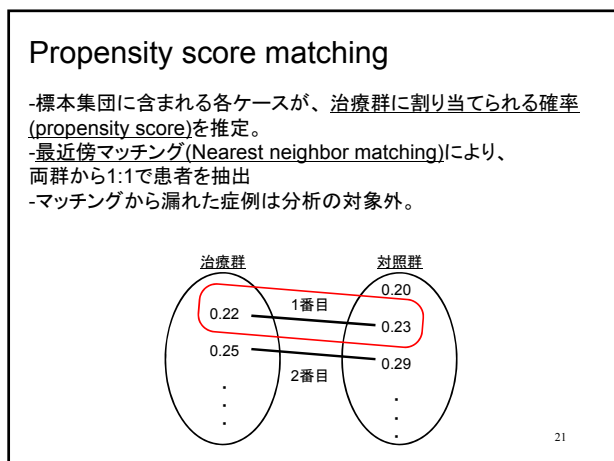 Propensity score matching
-標本集団に含まれる各ケースが、治療群に割り当てられる確率
(propensity score)を推定。
-最近傍マッチング(Nearest neighbor matching)により、
両群から1:1で患者を抽出
-マッチングから漏れた症例は分析の対象外。
治療群 対照群
0.20
0.22 1番目 0.23
0.25 2番目 0.29
21